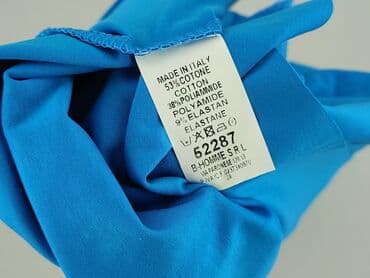 MADE IN ITALY
53% COTONE
COTTON
38% POLIAMMIDE
POLYAMIDE
9% ELASTAN
ELASTANE
52287
B-HOMME S.R.L